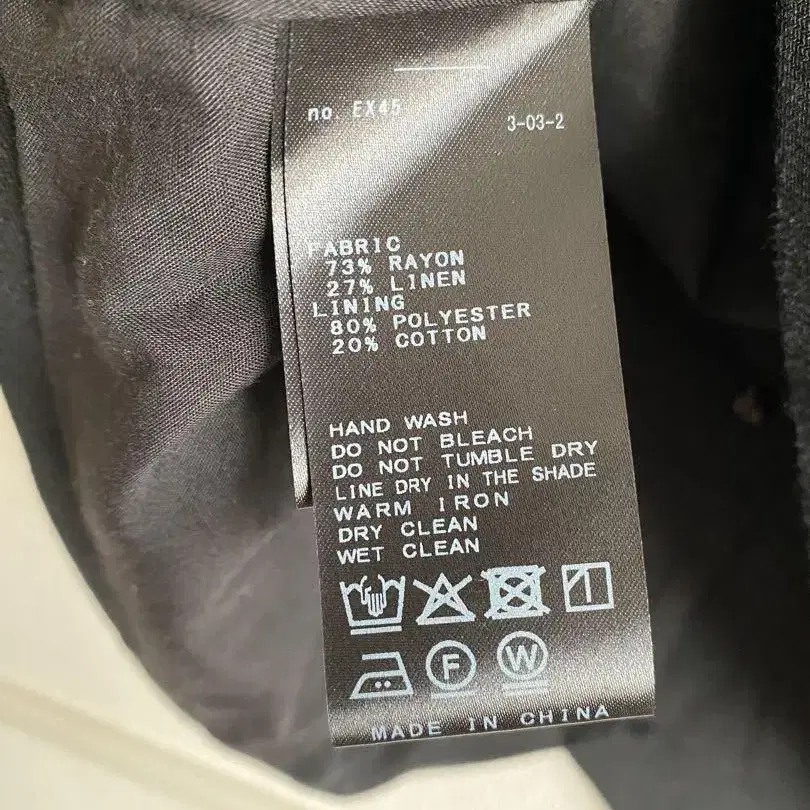 no. EX45
3-03-2
FABRIC
73% RAYON
27% LINEN
LINING
80% POLYESTER
20% COTTON
HAND WASH
DO NOT BLEACH
DO NOT TUMBLE DRY
LINE DRY IN THE SHADE
WARM IRON
DRY CLEAN
WET CLEAN
F W
MADE IN CHINA